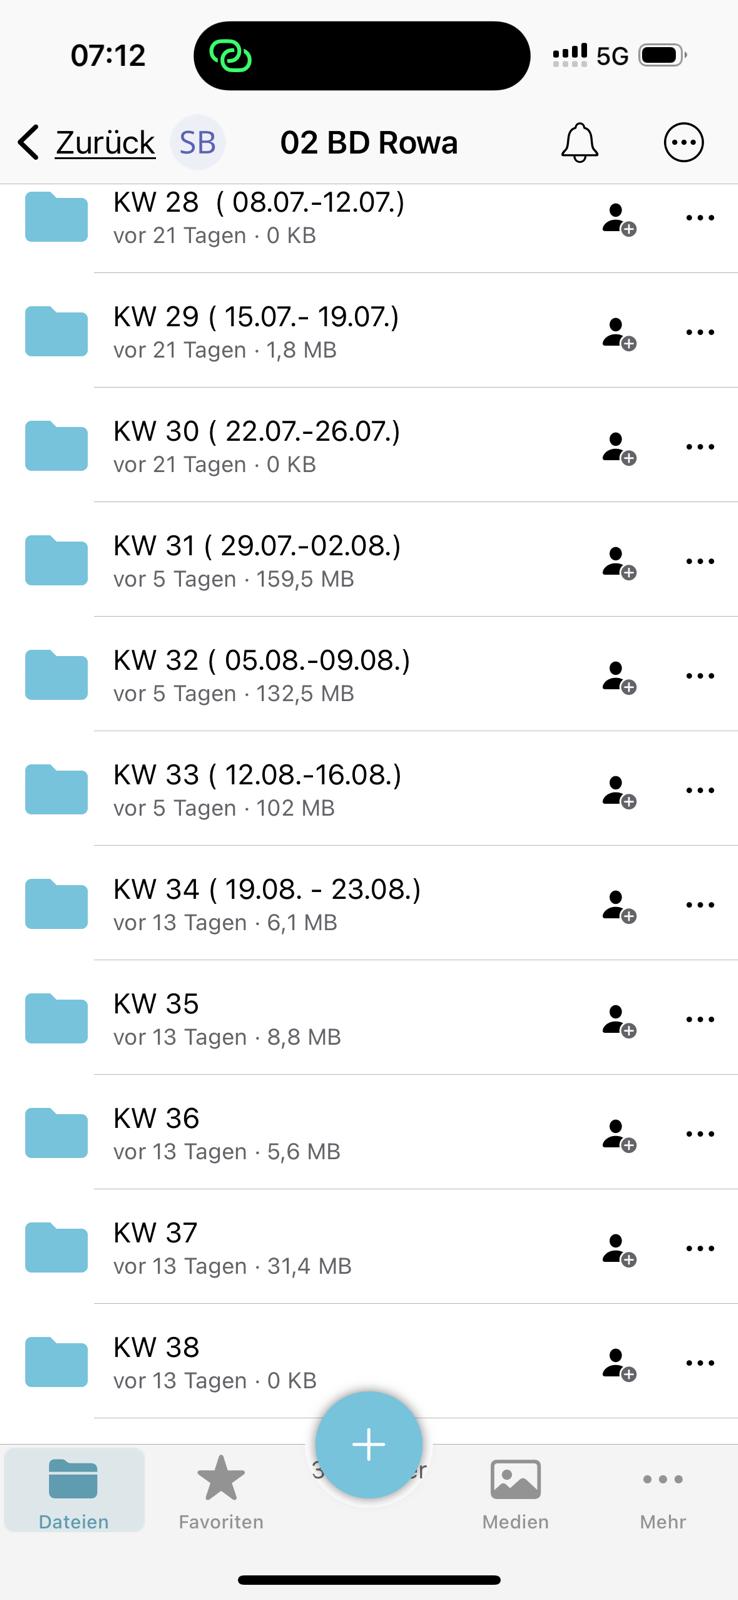 07:12
5G
Zurück SB 02 BD Rowa
KW 28 ( 08.07.-12.07.)
vor 21 Tagen · 0 KB
KW 29 ( 15.07.- 19.07.)
vor 21 Tagen · 1,8 MB
KW 30 ( 22.07.-26.07.)
vor 21 Tagen · 0 KB
KW 31 ( 29.07.-02.08.)
vor 5 Tagen · 159,5 MB
KW 32 ( 05.08.-09.08.)
vor 5 Tagen · 132,5 MB
KW 33 ( 12.08.-16.08.)
vor 5 Tagen · 102 MB
KW 34 ( 19.08. - 23.08.)
vor 13 Tagen · 6,1 MB
KW 35
vor 13 Tagen · 8,8 MB
KW 36
vor 13 Tagen · 5,6 MB
KW 37
vor 13 Tagen · 31,4 MB
KW 38
vor 13 Tagen · 0 KB
Dateien
Favoriten
Medien
Mehr